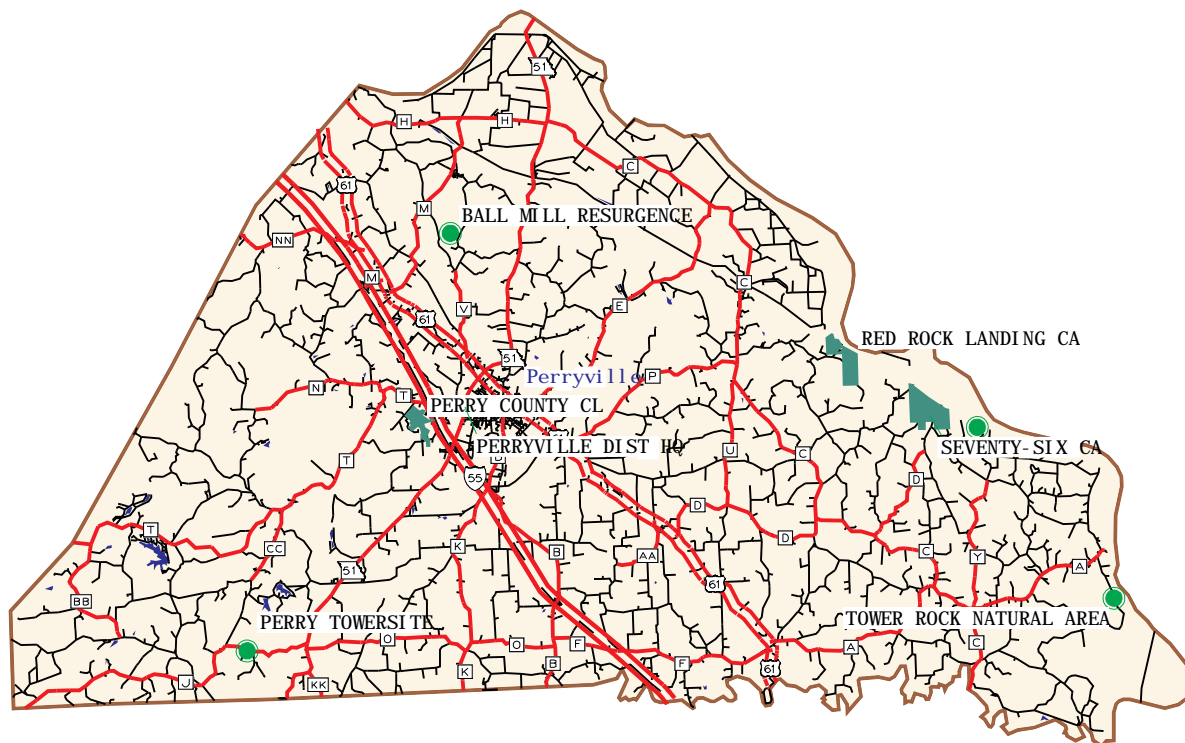 51
H
H
C
61
M
BALL MILL RESURGENCE
NN
M
C
E
V
61
RED ROCK LANDING CA
51
Perryville
P
N
T
PERRY COUNTY CL
PERRYVILLE DIST HQ
SEVENTY-SIX CA
U
C
T
55
D
D
T
D
CC
K
B
AA
C
Y
A
51
61
BB
PERRY TOWERSITE
TOWER ROCK NATURAL AREA
O
O
F
A
C
K
B
F
61
J
KK